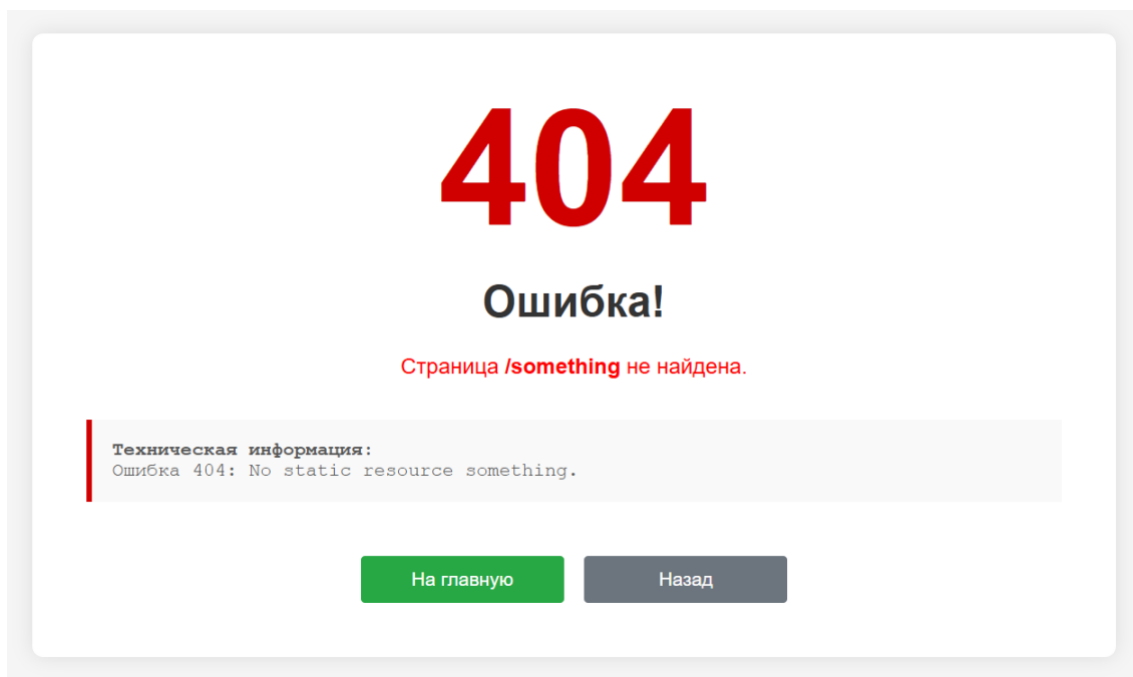 404
Ошибка!
Страница /something не найдена.
Техническая информация:
Ошибка 404: No static resource something.
На главную
Назад